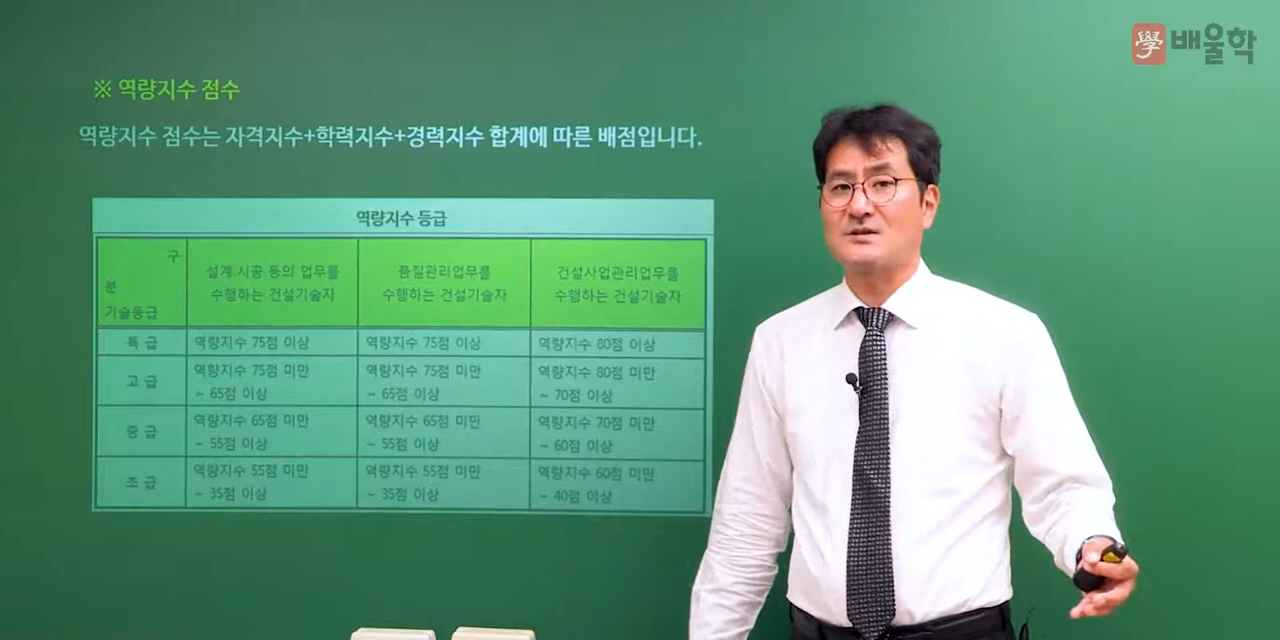 學 배울학
※ 역량지수 점수
역량지수 점수는 자격지수+학력지수+경력지수 합계에 따른 배점입니다.
역량지수 등급
구
분
기술등급
설계.시공 등의 업무를
수행하는 건설기술자
품질관리업무를
수행하는 건설기술자
건설사업관리업무를
수행하는 건설기술자
특 급
역량지수 75점 이상
역량지수 75점 이상
역량지수 80점 이상
고 급
역량지수 75점 미만
~ 65점 이상
역량지수 75점 미만
~ 65점 이상
역량지수 80점 미만
~ 70점 이상
중 급
역량지수 65점 미만
~ 55점 이상
역량지수 65점 미만
~ 55점 이상
역량지수 70점 미만
~ 60점 이상
초 급
역량지수 55점 미만
~ 35점 이상
역량지수 55점 미만
~ 35점 이상
역량지수 60점 미만
~ 40점 이상